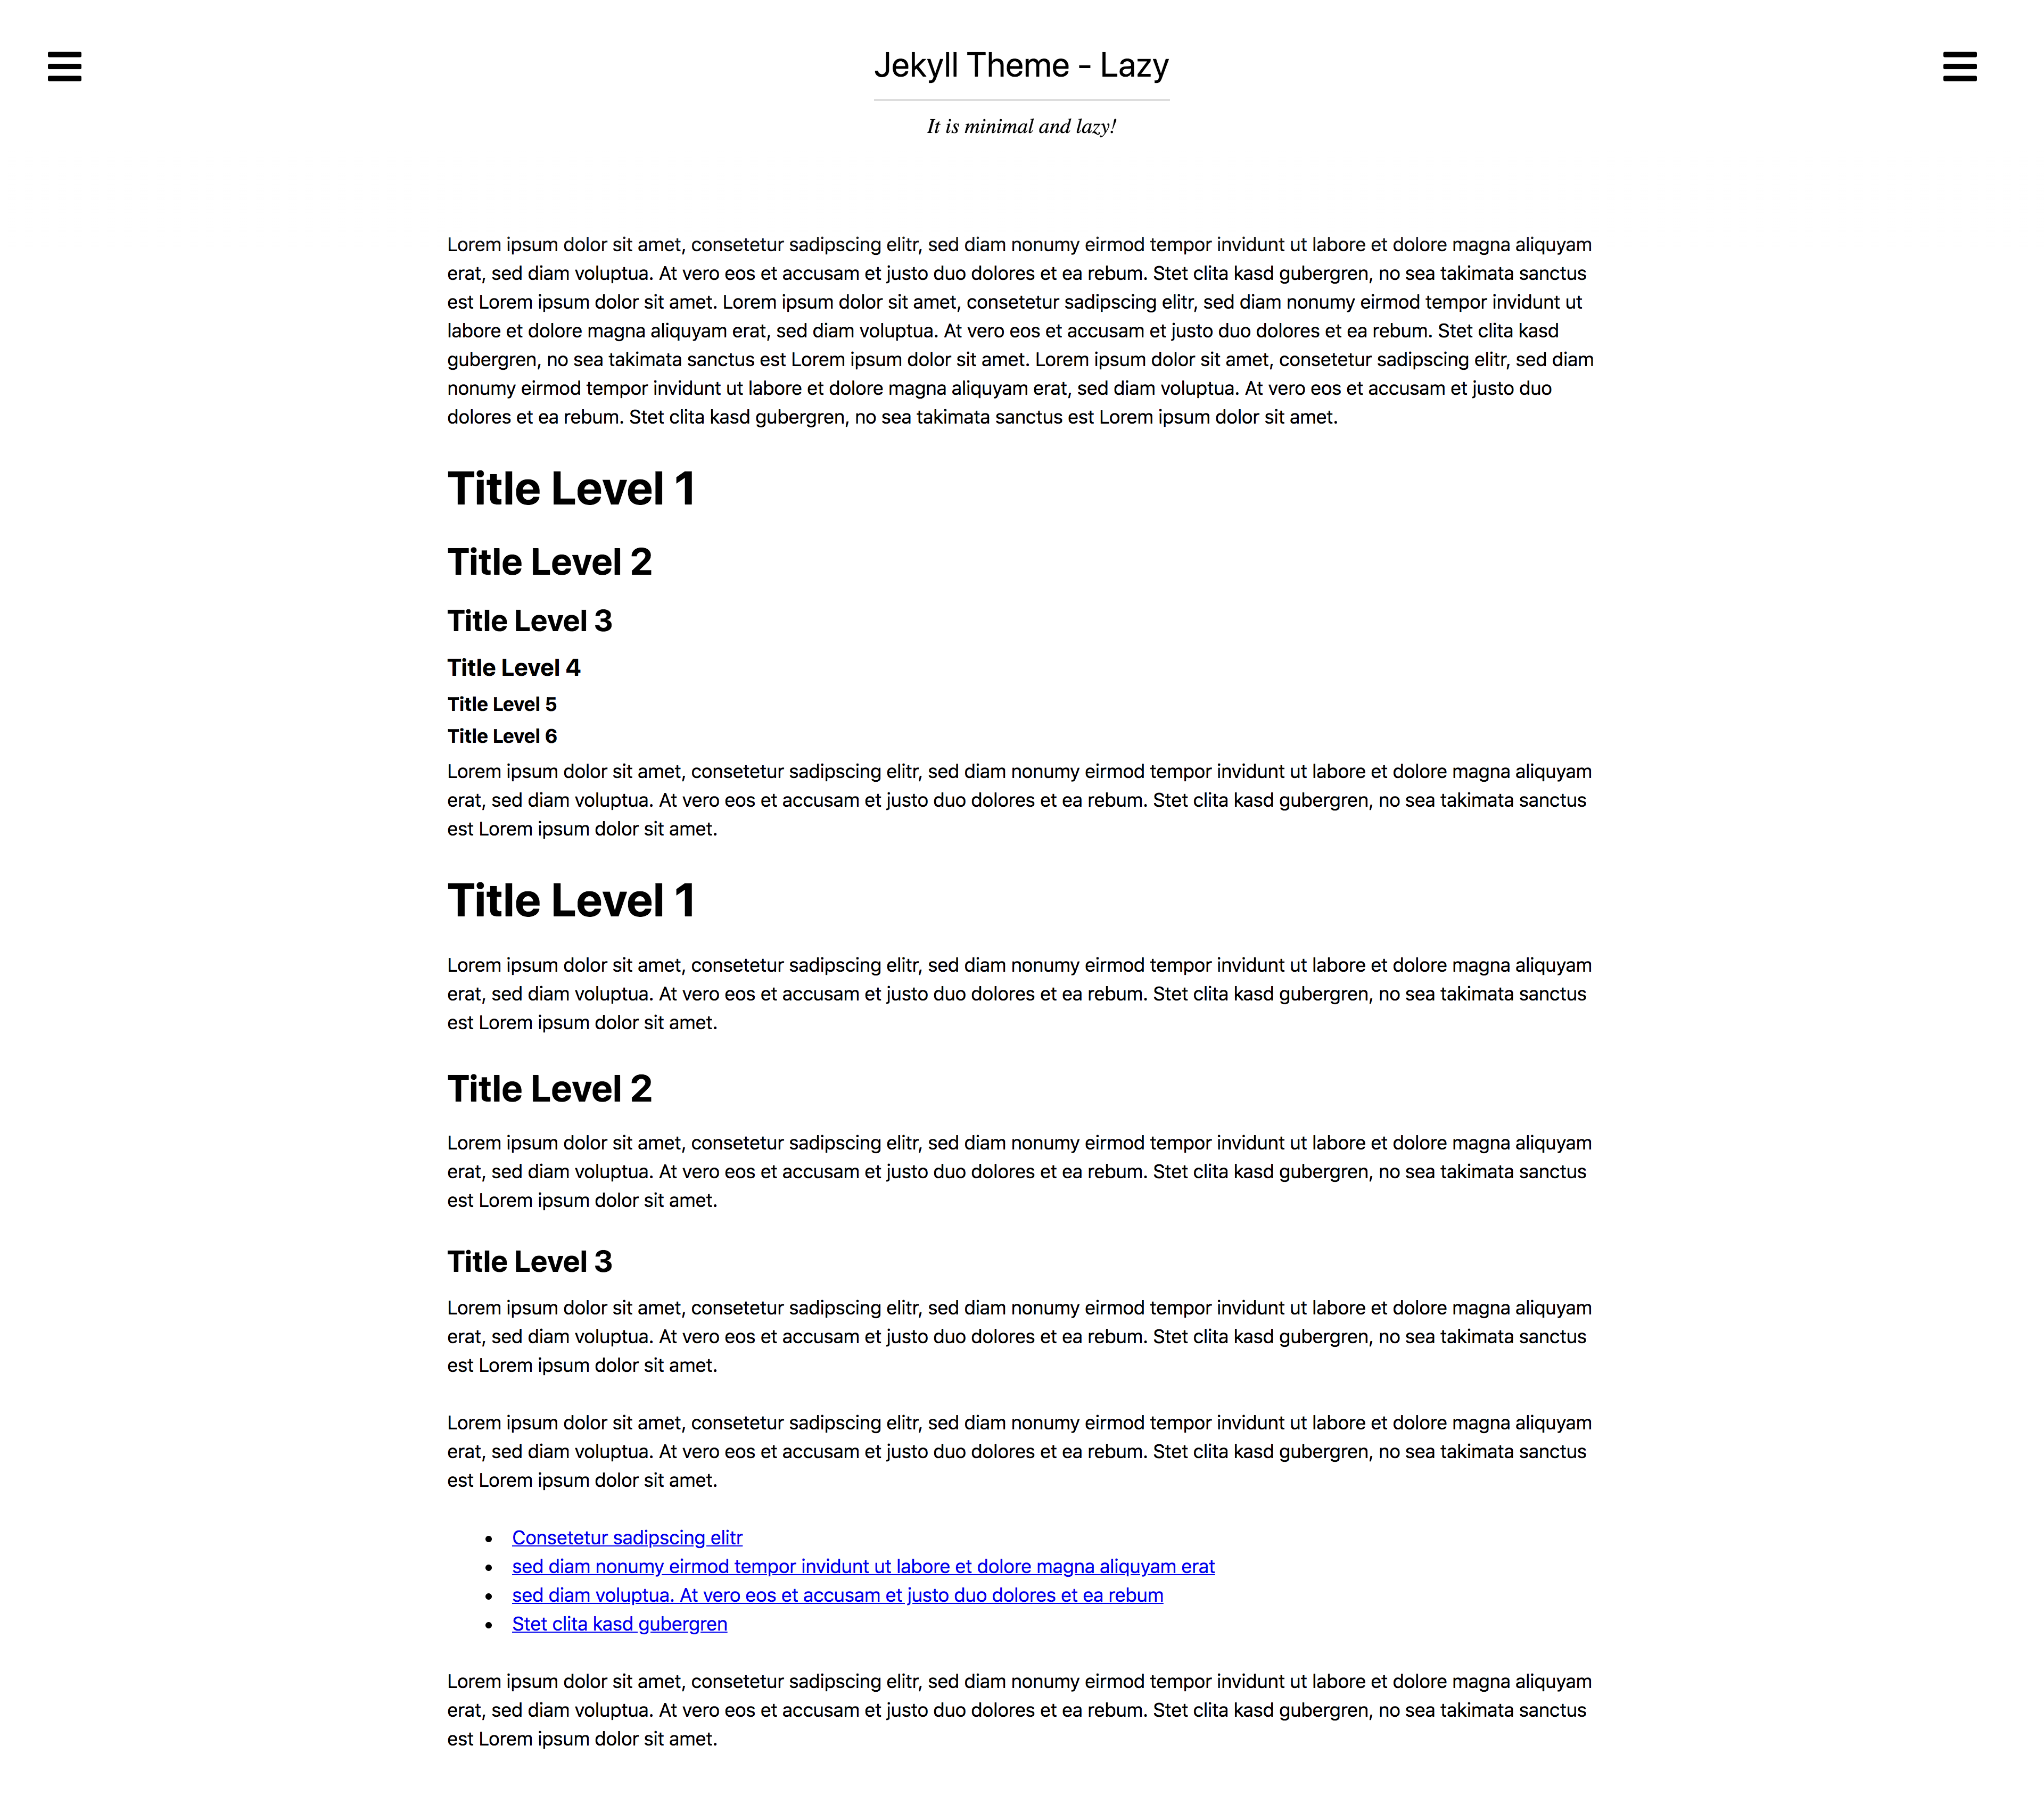 Jekyll Theme - Lazy
It is minimal and lazy!
Lorem ipsum dolor sit amet, consetetur sadipscing elitr, sed diam nonumy eirmod tempor invidunt ut labore et dolore magna aliquyam
erat, sed diam voluptua. At vero eos et accusam et justo duo dolores et ea rebum. Stet clita kasd gubergren, no sea takimata sanctus
est Lorem ipsum dolor sit amet. Lorem ipsum dolor sit amet, consetetur sadipscing elitr, sed diam nonumy eirmod tempor invidunt ut
labore et dolore magna aliquyam erat, sed diam voluptua. At vero eos et accusam et justo duo dolores et ea rebum. Stet clita kasd
gubergren, no sea takimata sanctus est Lorem ipsum dolor sit amet. Lorem ipsum dolor sit amet, consetetur sadipscing elitr, sed diam
nonumy eirmod tempor invidunt ut labore et dolore magna aliquyam erat, sed diam voluptua. At vero eos et accusam et justo duo
dolores et ea rebum. Stet clita kasd gubergren, no sea takimata sanctus est Lorem ipsum dolor sit amet.
Title Level 1
Title Level 2
Title Level 3
Title Level 4
Title Level 5
Title Level 6
Lorem ipsum dolor sit amet, consetetur sadipscing elitr, sed diam nonumy eirmod tempor invidunt ut labore et dolore magna aliquyam
erat, sed diam voluptua. At vero eos et accusam et justo duo dolores et ea rebum. Stet clita kasd gubergren, no sea takimata sanctus
est Lorem ipsum dolor sit amet.
Title Level 1
Lorem ipsum dolor sit amet, consetetur sadipscing elitr, sed diam nonumy eirmod tempor invidunt ut labore et dolore magna aliquyam
erat, sed diam voluptua. At vero eos et accusam et justo duo dolores et ea rebum. Stet clita kasd gubergren, no sea takimata sanctus
est Lorem ipsum dolor sit amet.
Title Level 2
Lorem ipsum dolor sit amet, consetetur sadipscing elitr, sed diam nonumy eirmod tempor invidunt ut labore et dolore magna aliquyam
erat, sed diam voluptua. At vero eos et accusam et justo duo dolores et ea rebum. Stet clita kasd gubergren, no sea takimata sanctus
est Lorem ipsum dolor sit amet.
Title Level 3
Lorem ipsum dolor sit amet, consetetur sadipscing elitr, sed diam nonumy eirmod tempor invidunt ut labore et dolore magna aliquyam
erat, sed diam voluptua. At vero eos et accusam et justo duo dolores et ea rebum. Stet clita kasd gubergren, no sea takimata sanctus
est Lorem ipsum dolor sit amet.
Lorem ipsum dolor sit amet, consetetur sadipscing elitr, sed diam nonumy eirmod tempor invidunt ut labore et dolore magna aliquyam
erat, sed diam voluptua. At vero eos et accusam et justo duo dolores et ea rebum. Stet clita kasd gubergren, no sea takimata sanctus
est Lorem ipsum dolor sit amet.
• Consetetur sadipscing elitr
• sed diam nonumy eirmod tempor invidunt ut labore et dolore magna aliquyam erat
• sed diam voluptua. At vero eos et accusam et justo duo dolores et ea rebum
• Stet clita kasd gubergren
Lorem ipsum dolor sit amet, consetetur sadipscing elitr, sed diam nonumy eirmod tempor invidunt ut labore et dolore magna aliquyam
erat, sed diam voluptua. At vero eos et accusam et justo duo dolores et ea rebum. Stet clita kasd gubergren, no sea takimata sanctus
est Lorem ipsum dolor sit amet.